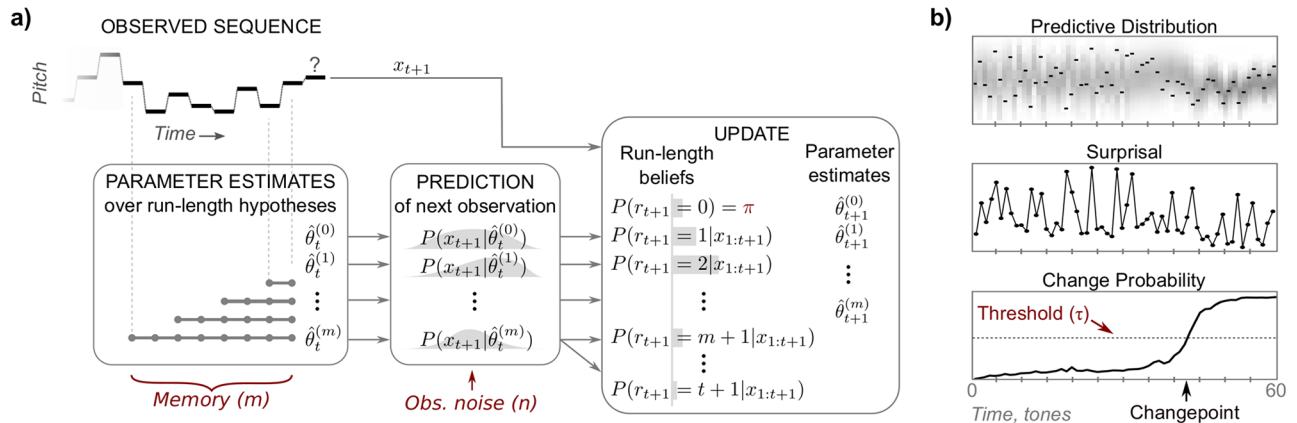 a)
OBSERVED SEQUENCE
Pitch
?
x_{t+1}
Time
PARAMETER ESTIMATES
over run-length hypotheses
θ̂_t^{(0)}
θ̂_t^{(1)}
⋮
θ̂_t^{(m)}
Memory (m)
PREDICTION
of next observation
P(x_{t+1}|θ̂_t^{(0)})
P(x_{t+1}|θ̂_t^{(1)})
⋮
P(x_{t+1}|θ̂_t^{(m)})
Obs. noise (n)
UPDATE
Run-length
beliefs
P(r_{t+1} = 0) = π
P(r_{t+1} = 1|x_{1:t+1})
P(r_{t+1} = 2|x_{1:t+1})
⋮
P(r_{t+1} = m + 1|x_{1:t+1})
⋮
P(r_{t+1} = t + 1|x_{1:t+1})
Parameter
estimates
θ̂_{t+1}^{(0)}
θ̂_{t+1}^{(1)}
⋮
θ̂_{t+1}^{(m)}
b)
Predictive Distribution
Surprisal
Change Probability
Threshold (τ)
0
60
Time, tones
Changepoint